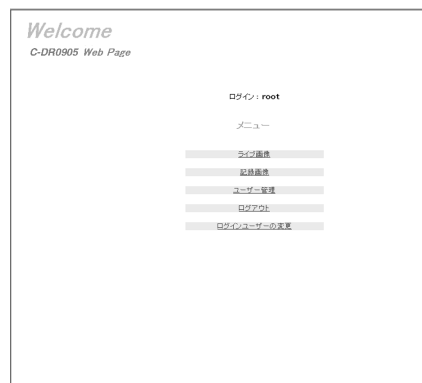 Welcome
C-DR0905 Web Page
ログイン : root
メニュー
ライブ画像
記録画像
ユーザー管理
ログアウト
ログインユーザーの変更